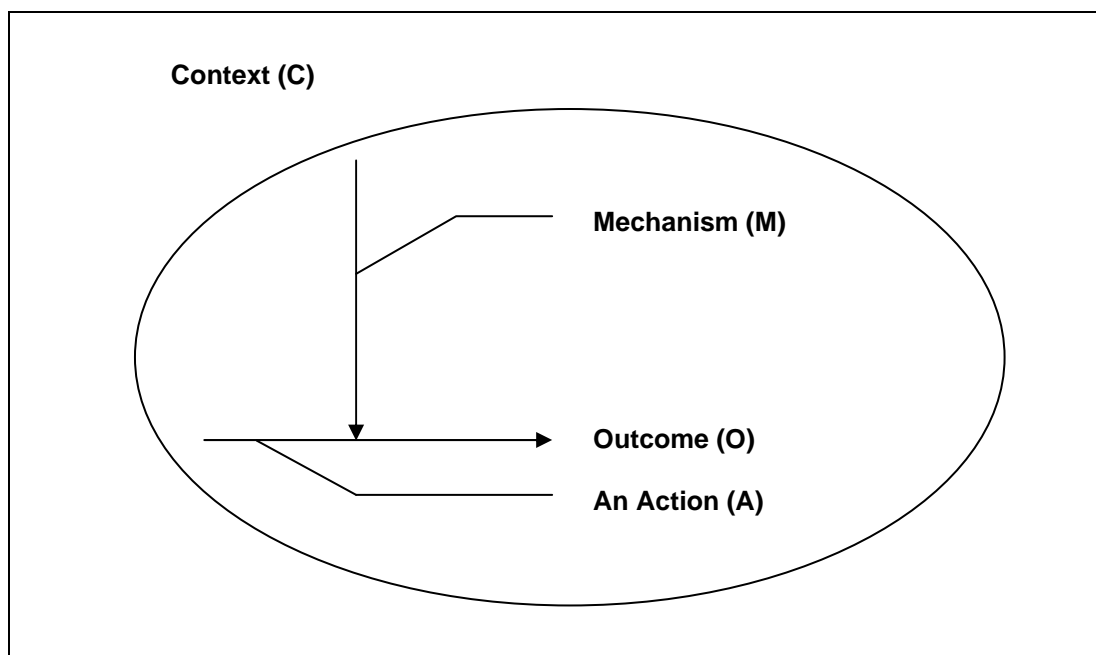 Context (C)
Mechanism (M)
Outcome (O)
An Action (A)